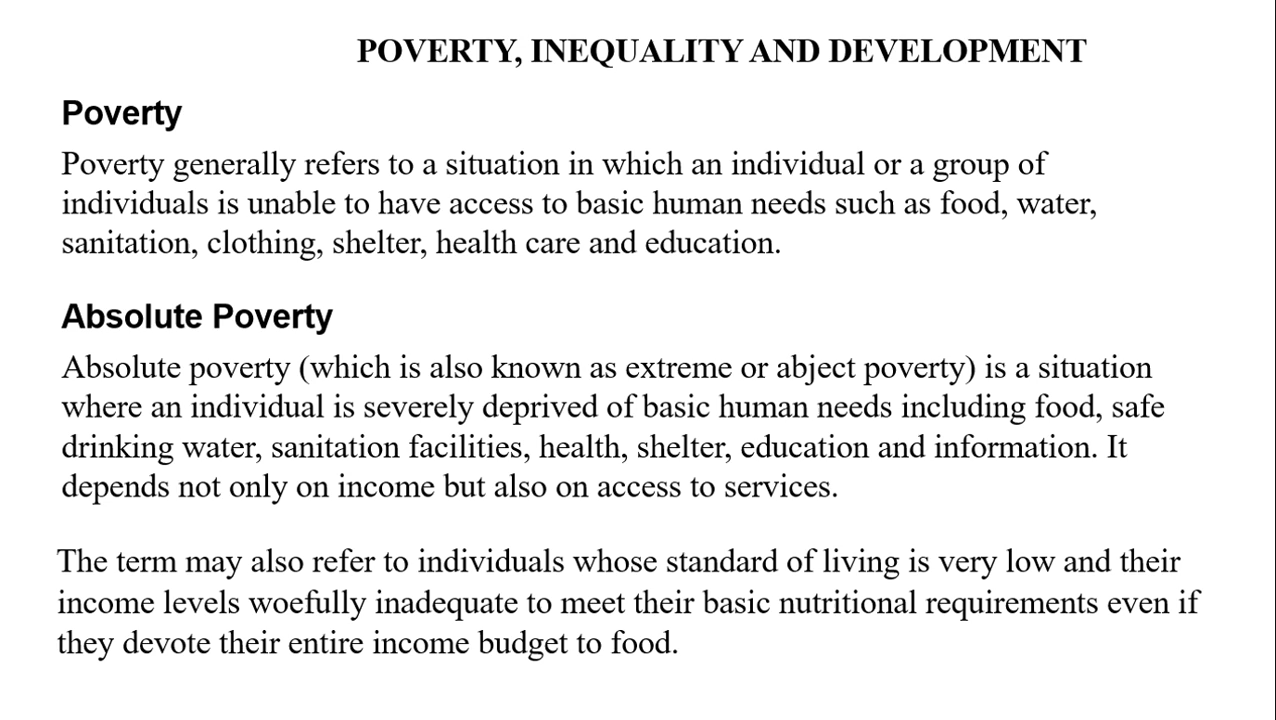 POVERTY, INEQUALITY AND DEVELOPMENT
Poverty
Poverty generally refers to a situation in which an individual or a group of
individuals is unable to have access to basic human needs such as food, water,
sanitation, clothing, shelter, health care and education.
Absolute Poverty
Absolute poverty (which is also known as extreme or abject poverty) is a situation
where an individual is severely deprived of basic human needs including food, safe
drinking water, sanitation facilities, health, shelter, education and information. It
depends not only on income but also on access to services.
The term may also refer to individuals whose standard of living is very low and their
income levels woefully inadequate to meet their basic nutritional requirements even if
they devote their entire income budget to food.